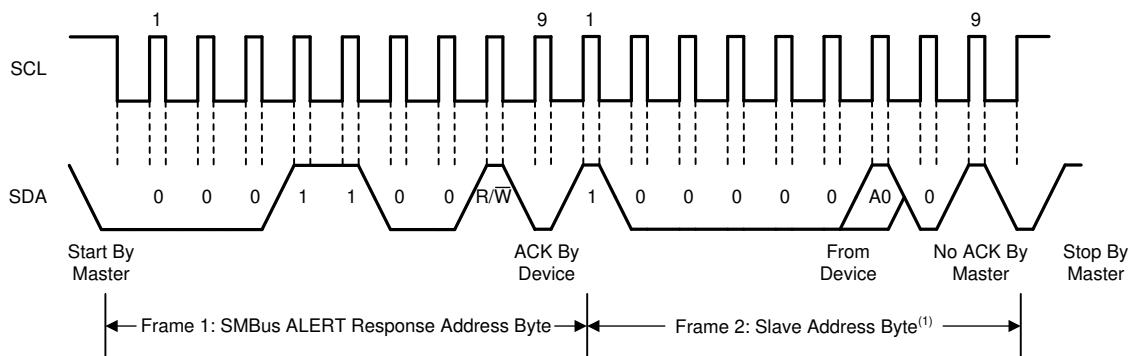 1 9 1 9
SCL
SDA
0 0 0 1 1 0 0 R/W̅ 1 0 0 0 0 0 A0 0
Start By
Master
ACK By
Device
From
Device
No ACK By
Master
Stop By
Master
Frame 1: SMBus ALERT Response Address Byte
Frame 2: Slave Address Byte(1)